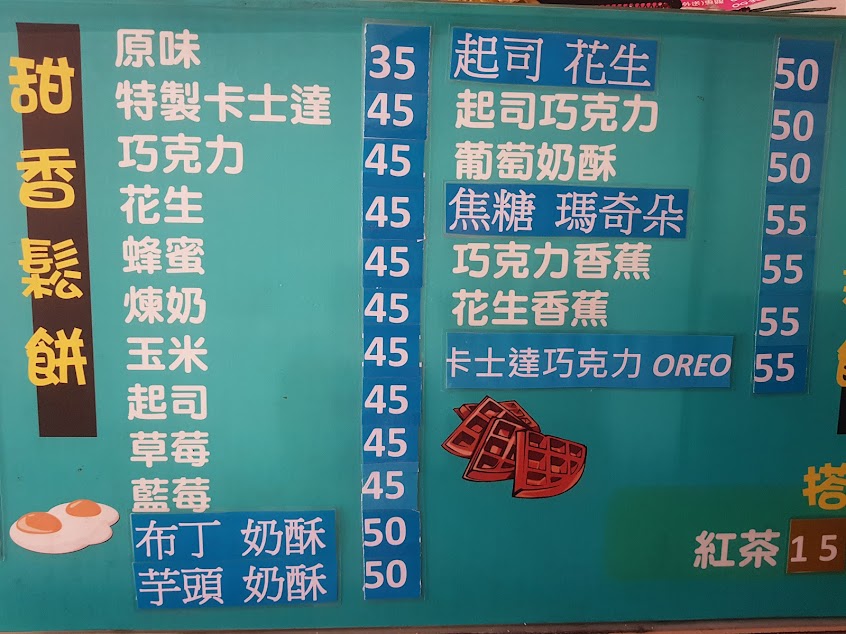 甜香鬆餅
原味 35
特製卡士達 45
巧克力 45
花生 45
蜂蜜 45
煉奶 45
玉米 45
起司 45
草莓 45
藍莓 45
布丁 奶酥 50
芋頭 奶酥 50
起司 花生 50
起司巧克力 50
葡萄奶酥 50
焦糖 瑪奇朵 55
巧克力香蕉 55
花生香蕉 55
卡士達巧克力 OREO 55
搭
紅茶 15